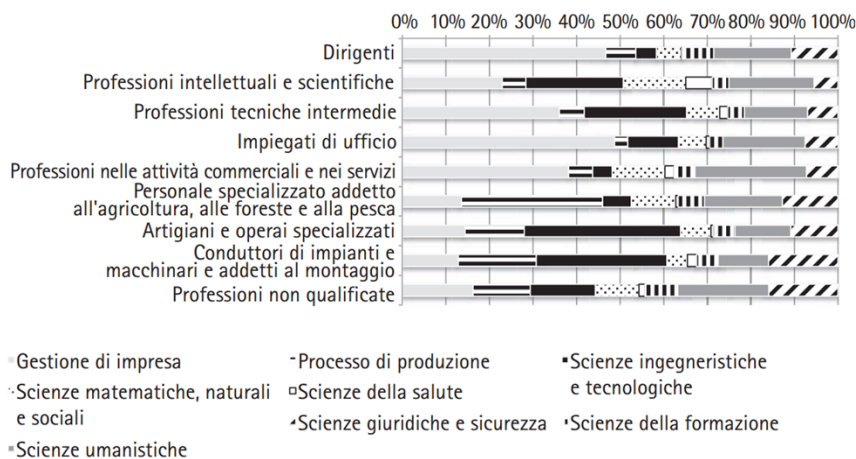 0% 10% 20% 30% 40% 50% 60% 70% 80% 90% 100%
Dirigenti
Professioni intellettuali e scientifiche
Professioni tecniche intermedie
Impiegati di ufficio
Professioni nelle attività commerciali e nei servizi
Personale specializzato addetto
all'agricoltura, alle foreste e alla pesca
Artigiani e operai specializzati
Conduttori di impianti e
macchinari e addetti al montaggio
Professioni non qualificate
Gestione di impresa
Processo di produzione
Scienze ingegneristiche
e tecnologiche
Scienze matematiche, naturali
e sociali
Scienze della salute
Scienze giuridiche e sicurezza
Scienze della formazione
Scienze umanistiche